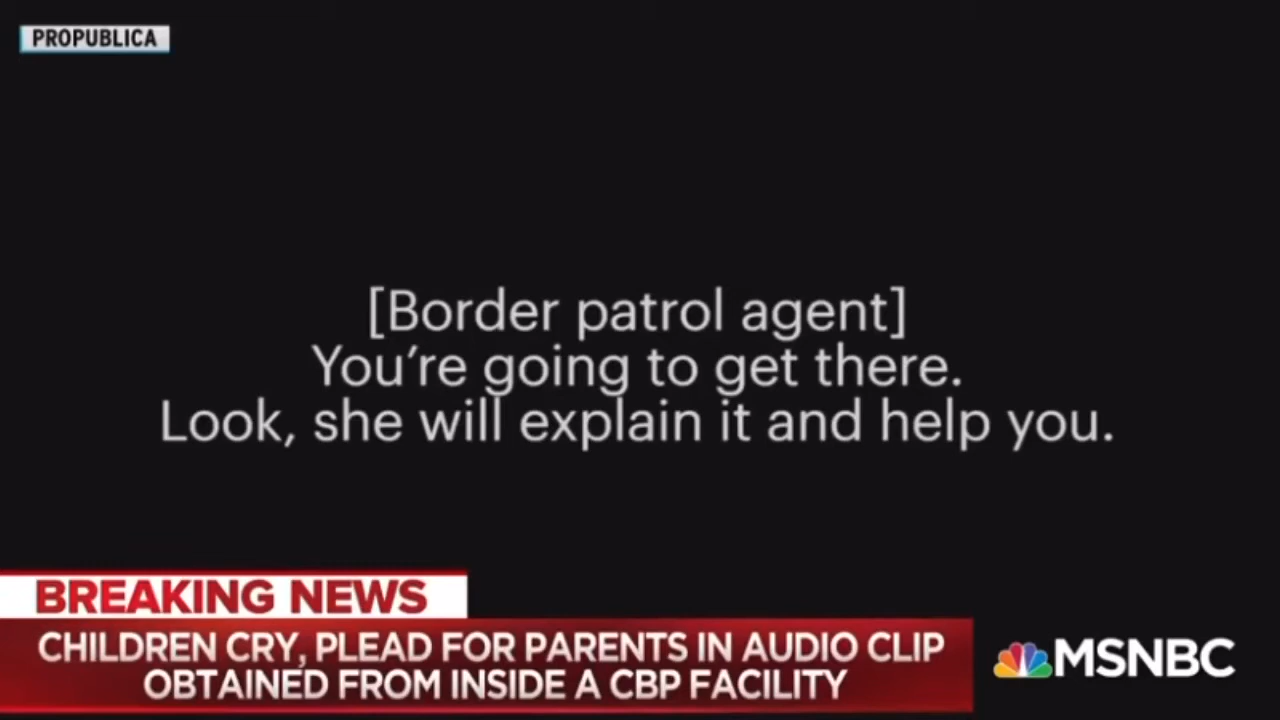 PROPUBLICA
[Border patrol agent]
You're going to get there.
Look, she will explain it and help you.
BREAKING NEWS
CHILDREN CRY, PLEAD FOR PARENTS IN AUDIO CLIP
OBTAINED FROM INSIDE A CBP FACILITY
MSNBC